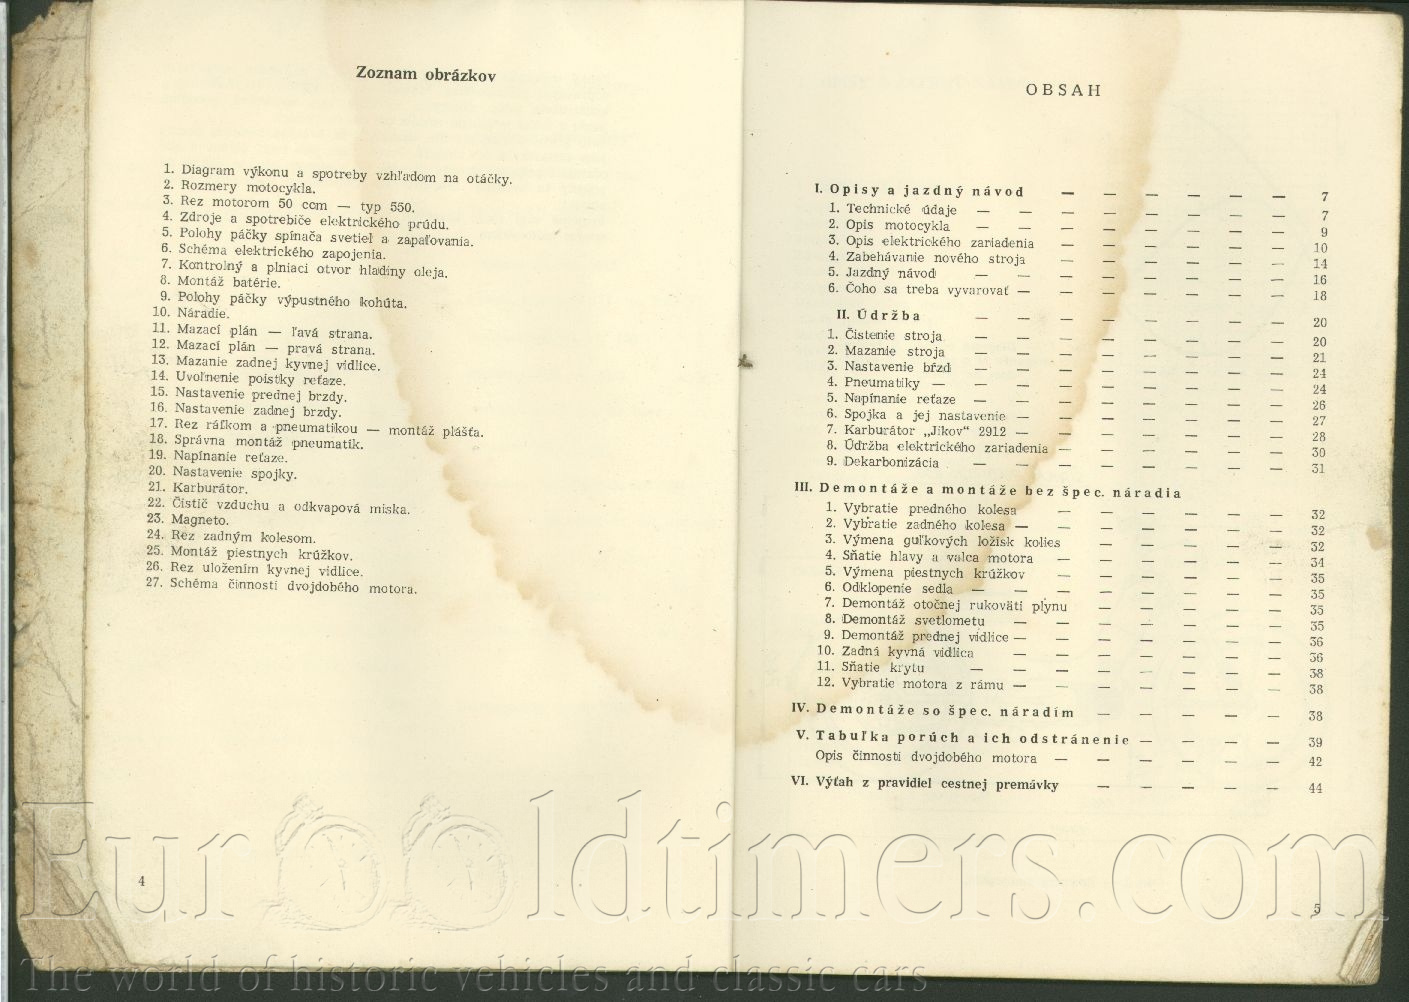 Zoznam obrázkov
1. Diagram výkonu a spotreby vzhľadom na otáčky.
2. Rozmery motocykla.
3. Rez motorom 50 ccm — typ 550.
4. Zdroje a spotrebiče elektrického prúdu.
5. Polohy páčky spínača svetiel a zapaľovania.
6. Schéma elektrického zapojenia.
7. Kontrolný a plniaci otvor hladiny oleja.
8. Montáž batérie.
9. Polohy páčky výpustného kohúta.
10. Náradie.
11. Mazací plán — ľavá strana.
12. Mazací plán — pravá strana.
13. Mazanie zadnej kyvnej vidlice.
14. Uvoľnenie poistky reťaze.
15. Nastavenie prednej brzdy.
16. Nastavenie zadnej brzdy.
17. Rez ráfkom a pneumatikou — montáž plášťa.
18. Správna montáž pneumatík.
19. Napínanie reťaze.
20. Nastavenie spojky.
21. Karburátor.
22. Čistič vzduchu a odkvapová miska.
23. Magneto.
24. Rez zadným kolesom.
25. Montáž piestnych krúžkov.
26. Rez uložením kyvnej vidlice.
27. Schéma činnosti dvojdobého motora.
4
OBSAH
I. Opisy a jazdný návod — — — — — — 7
1. Technické údaje — — — — — — — — 7
2. Opis motocykla — — — — — — — — 9
3. Opis elektrického zariadenia — — — — — — 10
4. Zabehávanie nového stroja — — — — — — 14
5. Jazdný návod — — — — — — — — 16
6. Čoho sa treba vyvarovať — — — — — — — 18
II. Údržba — — — — — — — — 20
1. Čistenie stroja — — — — — — — — 20
2. Mazanie stroja — — — — — — — — 21
3. Nastavenie bŕzd — — — — — — — — 24
4. Pneumatiky — — — — — — — — — 24
5. Napínanie reťaze — — — — — — — — 26
6. Spojka a jej nastavenie — — — — — — — 27
7. Karburátor „Jikov“ 2912 — — — — — — — 28
8. Údržba elektrického zariadenia — — — — — — 30
9. Dekarbonizácia — — — — — — — — 31
III. Demontáže a montáže bez špec. náradia
1. Vybratie predného kolesa — — — — — — 32
2. Vybratie zadného kolesa — — — — — — — 32
3. Výmena guľkových ložísk kolies — — — — — 32
4. Sňatie hlavy a valca motora — — — — — — 34
5. Výmena piestnych krúžkov — — — — — — 35
6. Odklopenie sedla — — — — — — — — 35
7. Demontáž otočnej rukoväti plynu — — — — — 35
8. Demontáž svetlometu — — — — — — — 35
9. Demontáž prednej vidlice — — — — — — — 36
10. Zadná kyvná vidlica — — — — — — — 36
11. Sňatie krytu — — — — — — — — 38
12. Vybratie motora z rámu — — — — — — — 38
IV. Demontáže so špec. náradím — — — — — 38
V. Tabuľka porúch a ich odstránenie — — — — 39
Opis činnosti dvojdobého motora — — — — — — 42
VI. Výťah z pravidiel cestnej premávky — — — — — 44
5
EurOOldtimers.com
The world of historic vehicles and classic cars